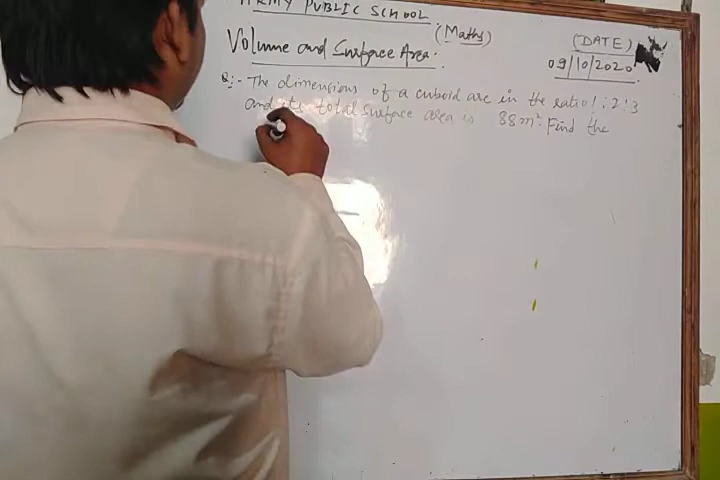 ARMY PUBLIC SCHOOL
(Maths)
Volume and Surface Area.
(DATE)
09/10/2020
Q:- The dimensions of a cuboid are in the ratio 1:2:3
and its total surface area is 88m². Find the